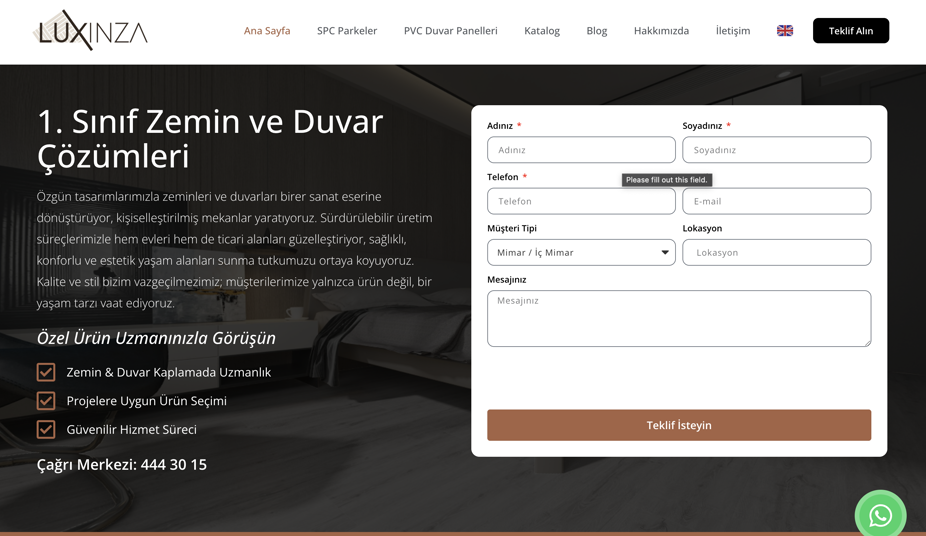 LUXINZA
Ana Sayfa
SPC Parkeler
PVC Duvar Panelleri
Katalog
Blog
Hakkımızda
İletişim
Teklif Alın
1. Sınıf Zemin ve Duvar
Çözümleri
Özgün tasarımlarımızla zeminleri ve duvarları birer sanat eserine
dönüştürüyor, kişiselleştirilmiş mekanlar yaratıyoruz. Sürdürülebilir üretim
süreçlerimizle hem evleri hem de ticari alanları güzelleştiriyor, sağlıklı,
konforlu ve estetik yaşam alanları sunma tutkumuzu ortaya koyuyoruz.
Kalite ve stil bizim vazgeçilmezimiz; müşterilerimize yalnızca ürün değil, bir
yaşam tarzı vaat ediyoruz.
Özel Ürün Uzmanınızla Görüşün
Zemin & Duvar Kaplamada Uzmanlık
Projelere Uygun Ürün Seçimi
Güvenilir Hizmet Süreci
Çağrı Merkezi: 444 30 15
Adınız *
Soyadınız *
Adınız
Soyadınız
Telefon *
Please fill out this field.
Telefon
E-mail
Müşteri Tipi
Lokasyon
Mimar / İç Mimar
Lokasyon
Mesajınız
Mesajınız
Teklif İsteyin